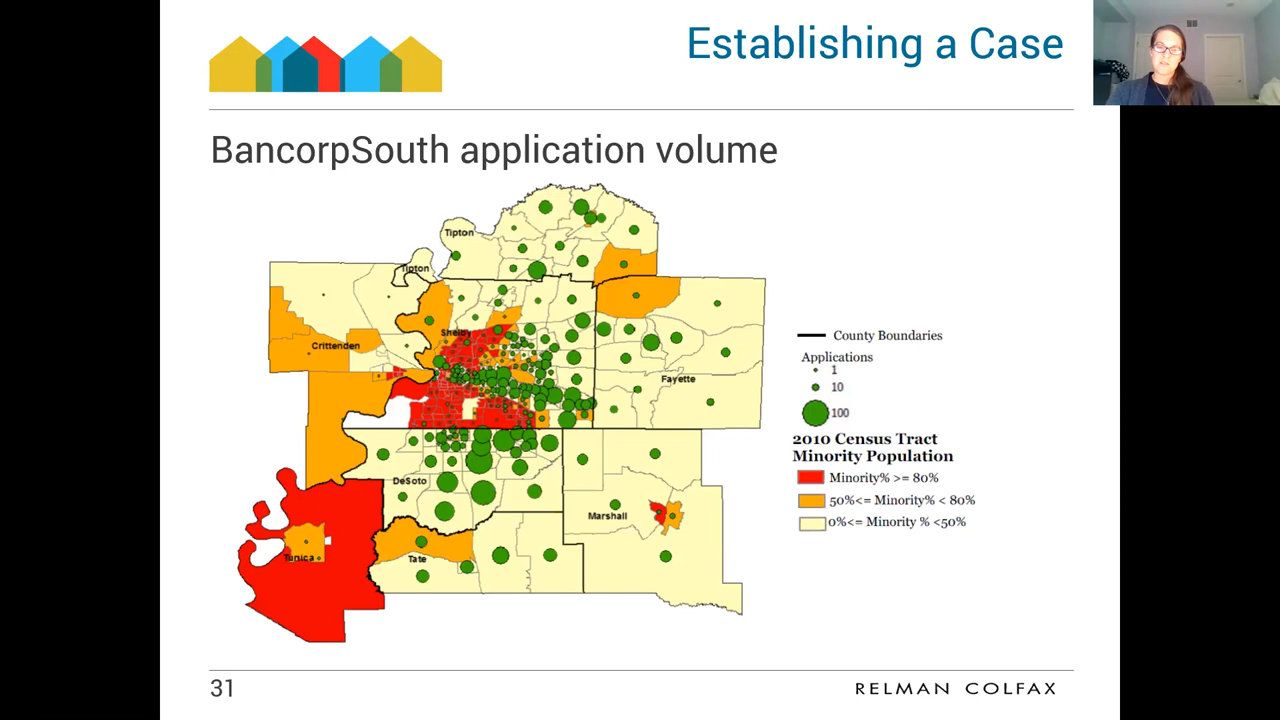 Establishing a Case
BancorpSouth application volume
Tipton
Tipton
Shelby
Crittenden
Fayette
DeSoto
Marshall
Tunica
Tate
County Boundaries
Applications
1
10
100
2010 Census Tract
Minority Population
Minority% >= 80%
50%<= Minority% < 80%
0%<= Minority % <50%
31
RELMAN COLFAX